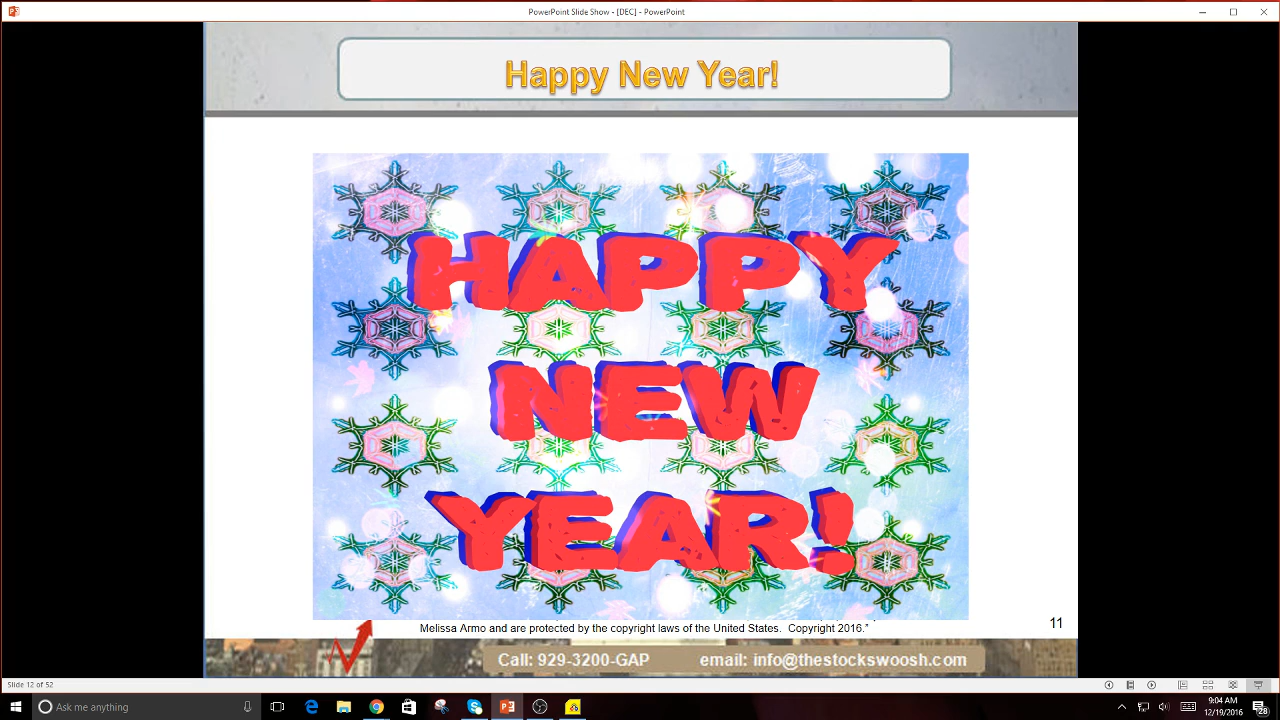 PowerPoint Slide Show - [DEC] - PowerPoint
Happy New Year!
HAPPY
NEW
YEAR!
Melissa Armo and are protected by the copyright laws of the United States. Copyright 2016."
11
Call: 929-3200-GAP email: info@thestockswoosh.com
Slide 12 of 52
Ask me anything
9:04 AM
12/19/2016